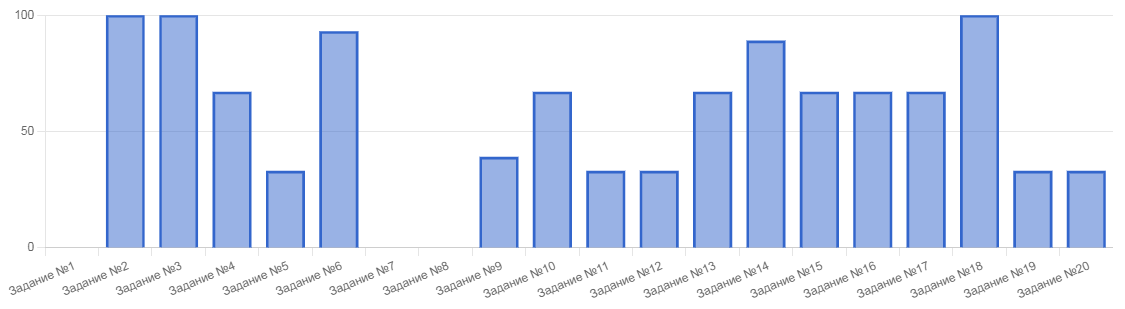 100
50
0
Задание №1
Задание №2
Задание №3
Задание №4
Задание №5
Задание №6
Задание №7
Задание №8
Задание №9
Задание №10
Задание №11
Задание №12
Задание №13
Задание №14
Задание №15
Задание №16
Задание №17
Задание №18
Задание №19
Задание №20